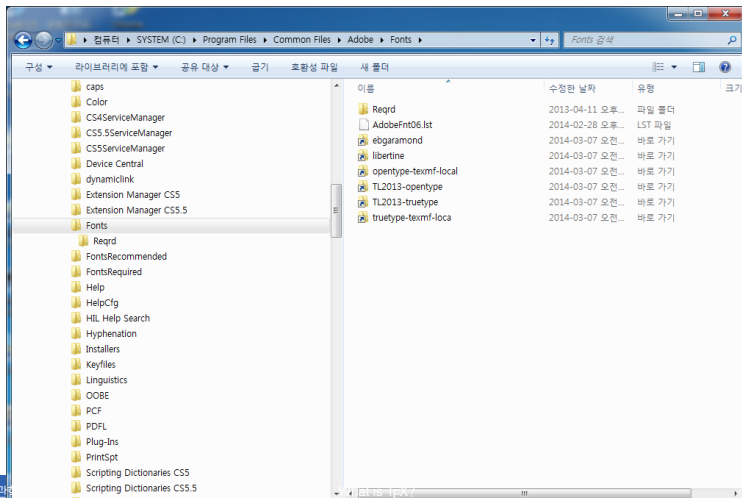 컴퓨터 ▸ SYSTEM (C:) ▸ Program Files ▸ Common Files ▸ Adobe ▸ Fonts ▸
Fonts 검색
구성 라이브러리에 포함 공유 대상 굽기 호환성 파일 새 폴더
caps
Color
CS4ServiceManager
CS5.5ServiceManager
CS5ServiceManager
Device Central
dynamiclink
Extension Manager CS5
Extension Manager CS5.5
Fonts
Reqrd
FontsRecommended
FontsRequired
Help
HelpCfg
HIL Help Search
Hyphenation
Installers
Keyfiles
Linguistics
OOBE
PCF
PDFL
Plug-Ins
PrintSpt
Scripting Dictionaries CS5
Scripting Dictionaries CS5.5
이름 수정한 날짜 유형 크기
Reqrd 2013-04-11 오후... 파일 폴더
AdobeFnt06.lst 2014-02-28 오후... LST 파일
ebgaramond 2014-03-07 오전... 바로 가기
libertine 2014-03-07 오전... 바로 가기
opentype-texmf-local 2014-03-07 오전... 바로 가기
TL2013-opentype 2014-03-07 오전... 바로 가기
TL2013-truetype 2014-03-07 오전... 바로 가기
truetype-texmf-loca 2014-03-07 오전... 바로 가기
What is TpX?